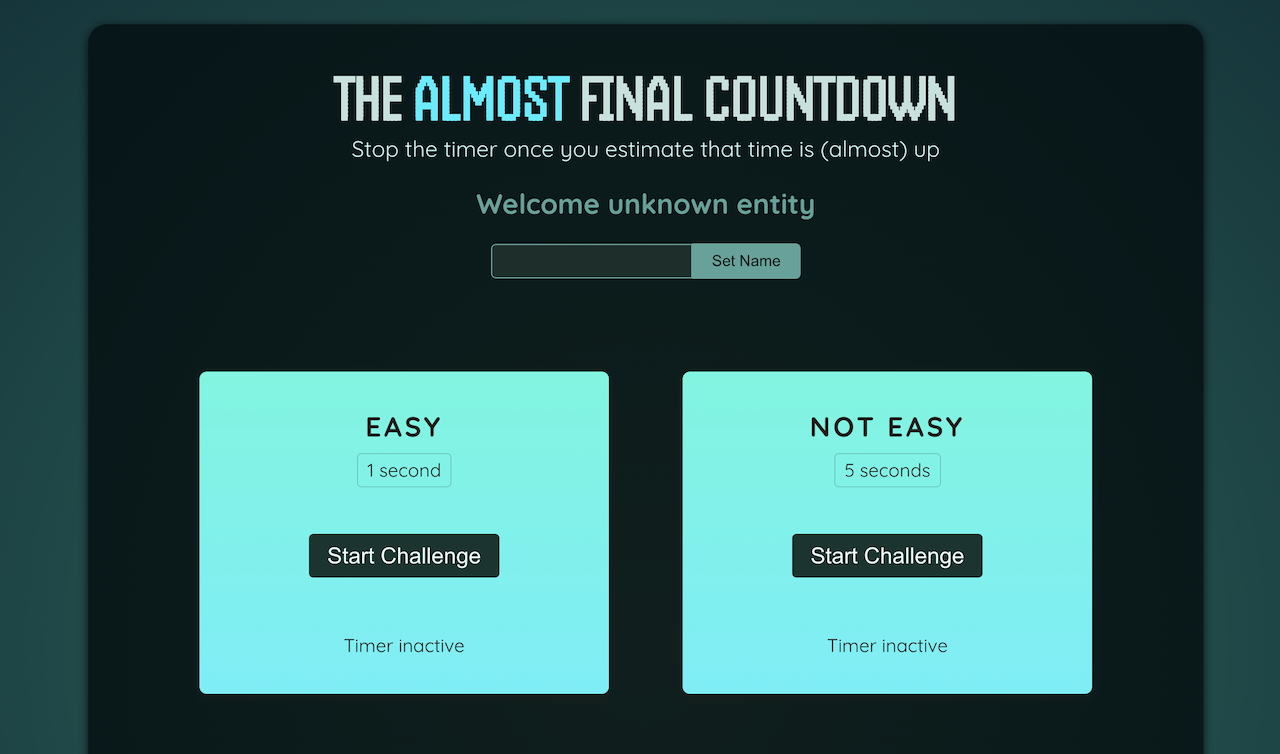 THE ALMOST FINAL COUNTDOWN
Stop the timer once you estimate that time is (almost) up
Welcome unknown entity
Set Name
EASY
1 second
Start Challenge
Timer inactive
NOT EASY
5 seconds
Start Challenge
Timer inactive